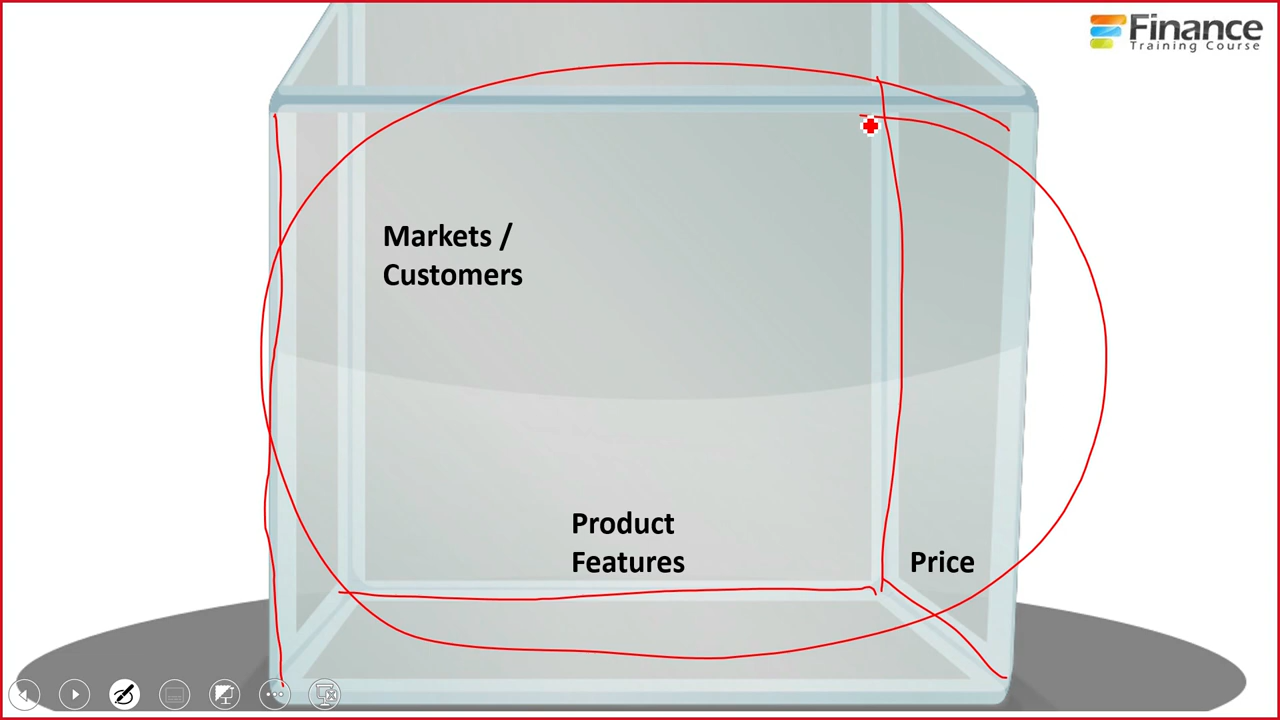 Finance
Training Course
Markets /
Customers
Product
Features
Price